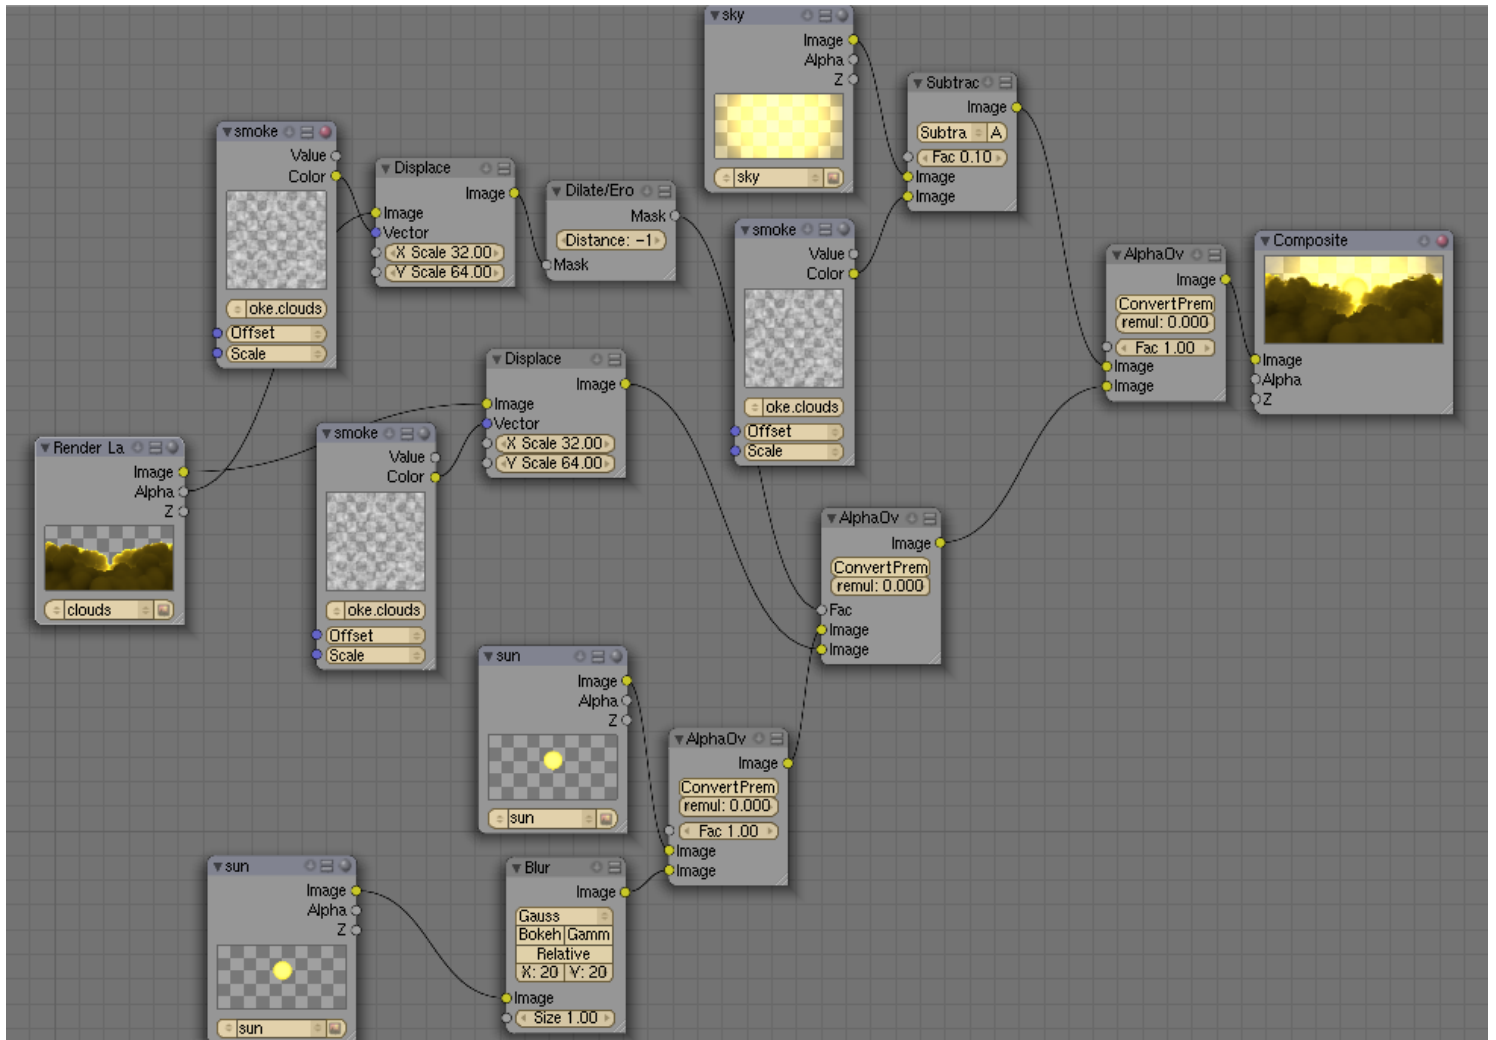 sky
Image
Alpha
Z
sky
Subtrac
Image
Subtra A
Fac 0.10
Image
Image
smoke
Value
Color
oke.clouds
Offset
Scale
Displace
Image
Image
Vector
X Scale 32.00
Y Scale 64.00
Dilate/Ero
Mask
Distance: -1
Mask
smoke
Value
Color
oke.clouds
Offset
Scale
AlphaOv
Image
ConvertPrem
remul: 0.000
Fac 1.00
Image
Image
Composite
Image
Alpha
Z
Displace
Image
Image
Vector
X Scale 32.00
Y Scale 64.00
Render La
Image
Alpha
Z
clouds
smoke
Value
Color
oke.clouds
Offset
Scale
AlphaOv
Image
ConvertPrem
remul: 0.000
Fac
Image
Image
sun
Image
Alpha
Z
sun
AlphaOv
Image
ConvertPrem
remul: 0.000
Fac 1.00
Image
Image
sun
Image
Alpha
Z
sun
Blur
Image
Gauss
Bokeh Gamm
Relative
X: 20 Y: 20
Image
Size 1.00